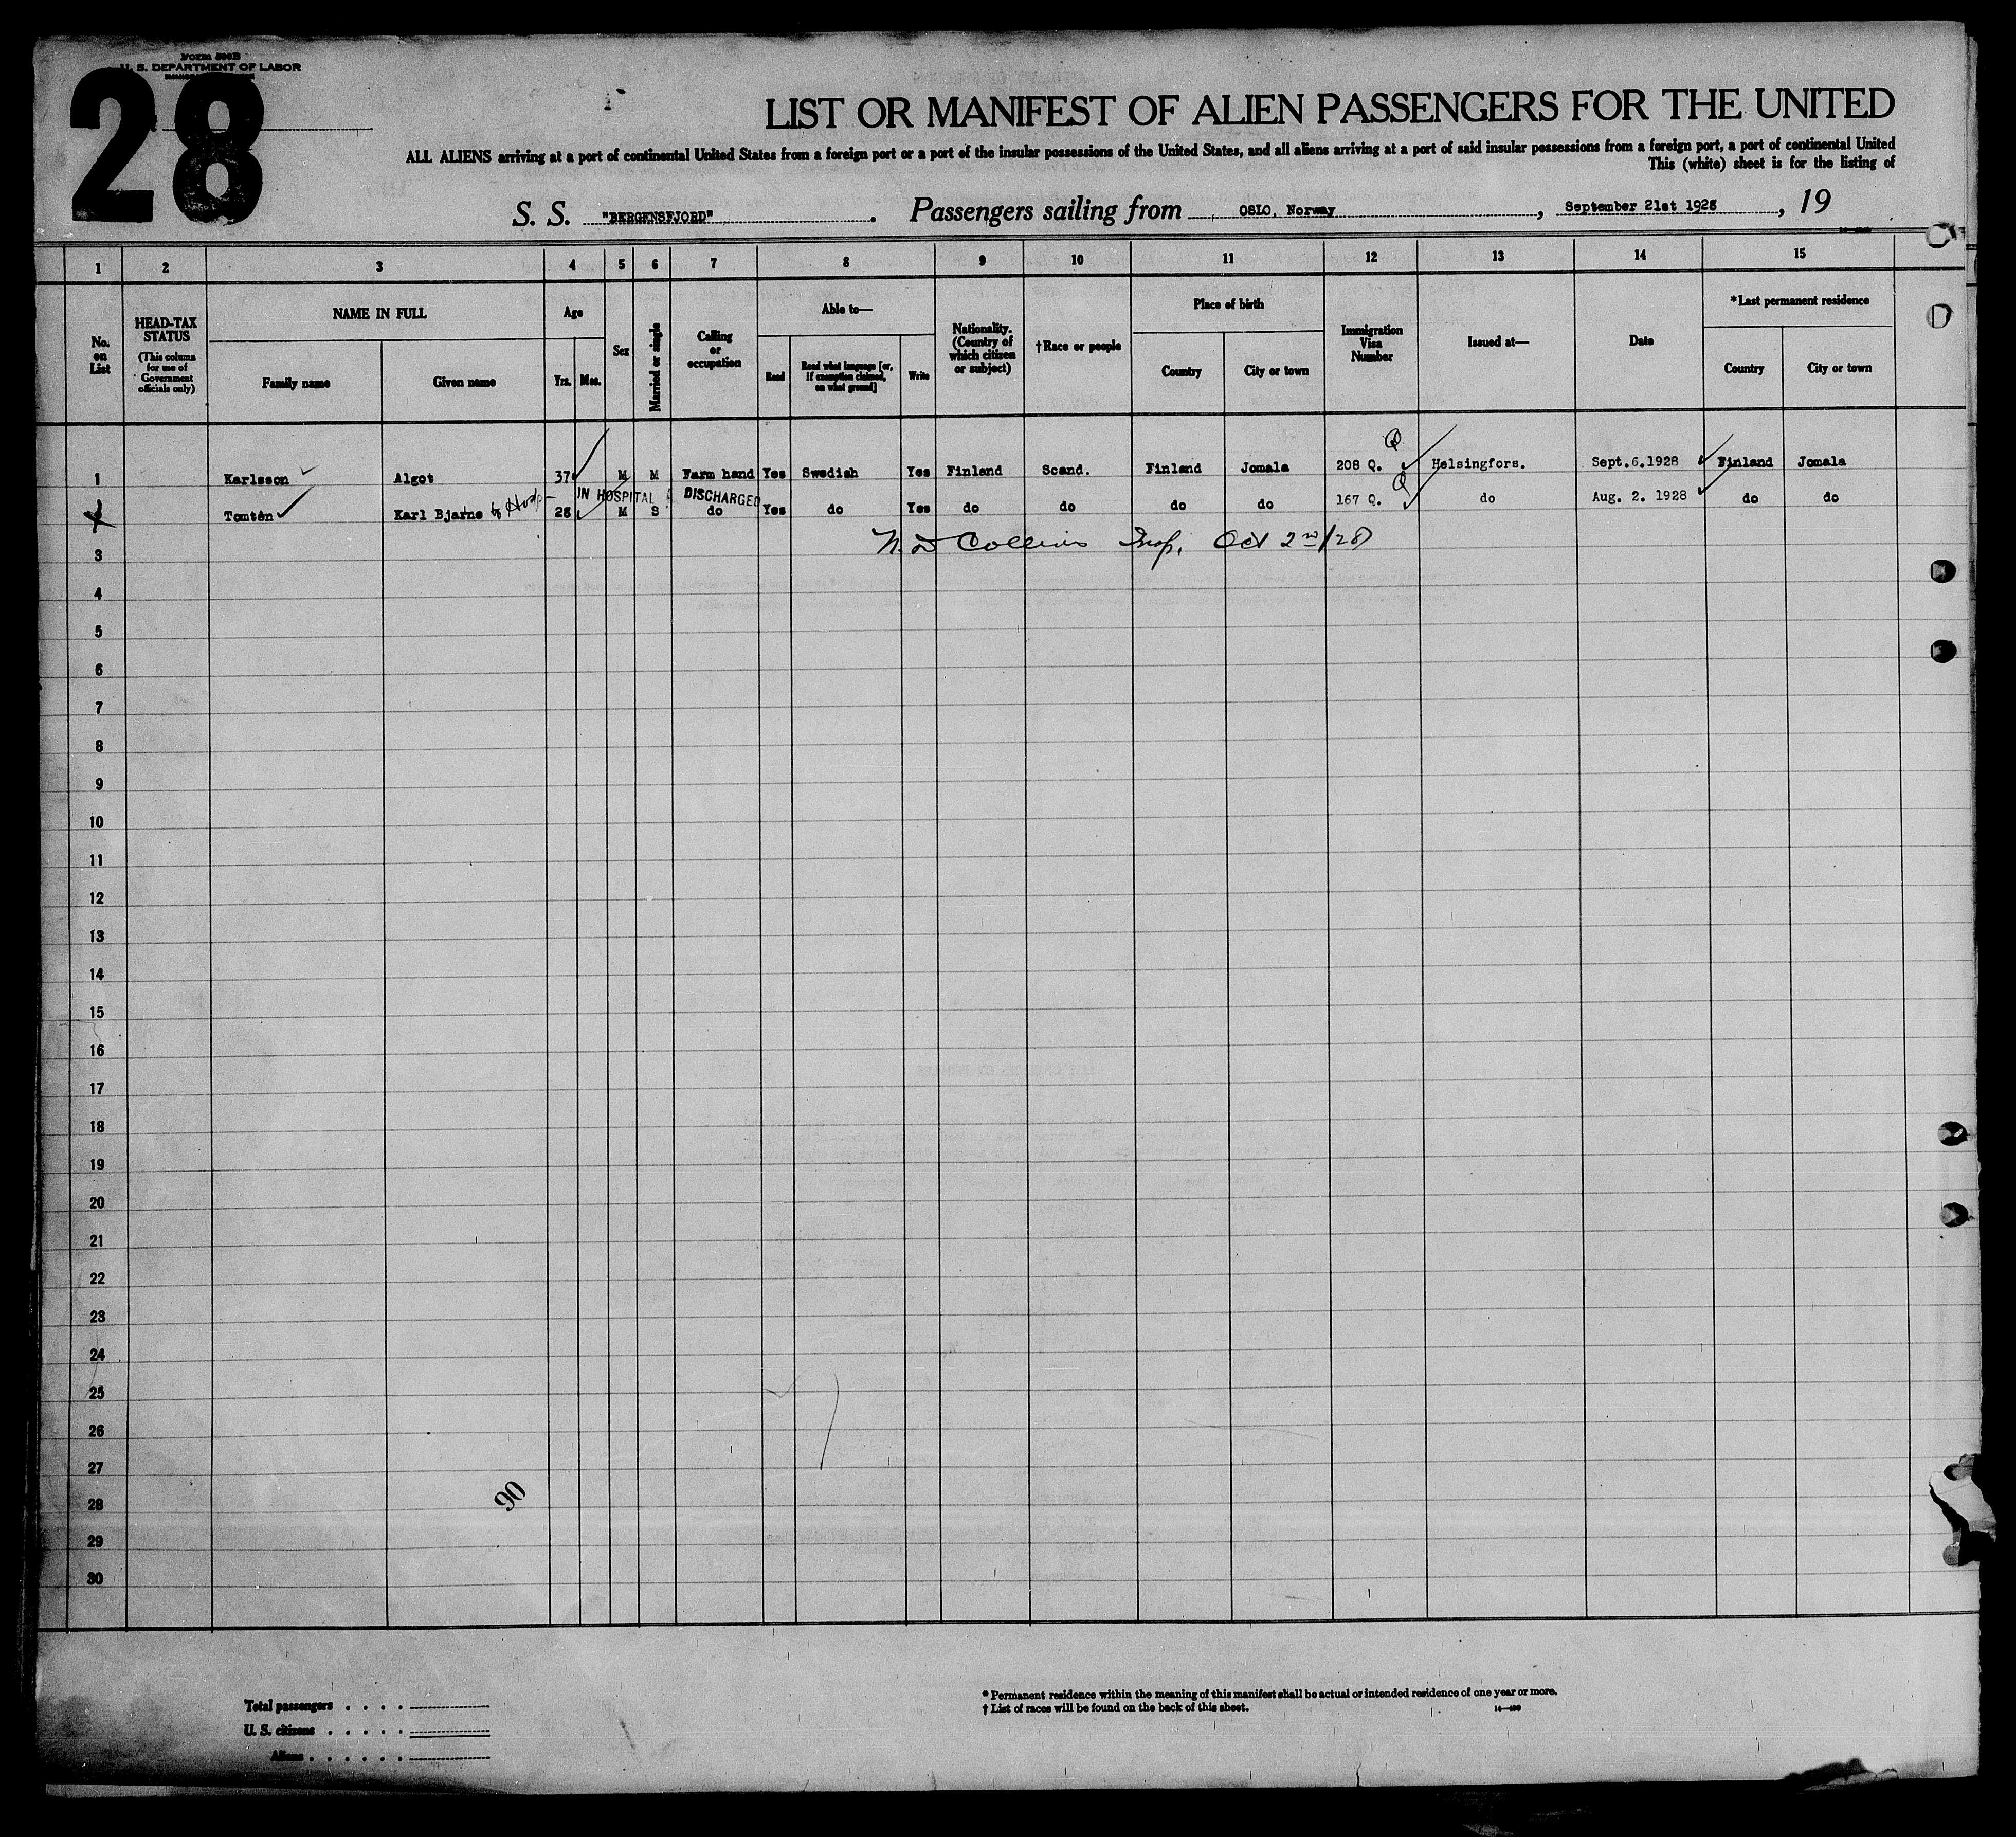 Form 500B
U. S. DEPARTMENT OF LABOR
28
LIST OR MANIFEST OF ALIEN PASSENGERS FOR THE UNITED
ALL ALIENS arriving at a port of continental United States from a foreign port or a port of the insular possessions of the United States, and all aliens arriving at a port of said insular possessions from a foreign port, a port of continental United
This (white) sheet is for the listing of
S. S. "BERGENSFJORD". Passengers sailing from OSLO, Norway, September 21st 1928, 19
1 2 3 4 5 6 7 8 9 10 11 12 13 14 15
No. on List
HEAD-TAX STATUS
(This column for use of Government officials only)
NAME IN FULL
Family name Given name
Age
Yrs. Mos.
Sex
Married or single
Calling or occupation
Able to—
Read Read what language [or, if exemption claimed, on what ground] Write
Nationality. (Country of which citizen or subject)
†Race or people
Place of birth
Country City or town
Immigration Visa Number
Issued at—
Date
*Last permanent residence
Country City or town
Q
1 Karlsson Algot 37 M M Farm hand Yes Swedish Yes Finland Scand. Finland Jomala 208 Q. Helsingfors. Sept.6.1928 Finland Jomala
IN HOSPITAL DISCHARGED Q
Tomtén Karl Bjarne to Hosp- 28 M S do Yes do Yes do do do do 167 Q. do Aug. 2. 1928 do do
3 N. D Collins Insp. Oct 2nd/28
4
5
6
7
8
9
10
11
12
13
14
15
16
17
18
19
20
21
22
23
24
25
26
27
28
90
29
30
Total passengers . . . .
U. S. citizens . . . . .
Aliens . . . . . .
* Permanent residence within the meaning of this manifest shall be actual or intended residence of one year or more.
† List of races will be found on the back of this sheet.